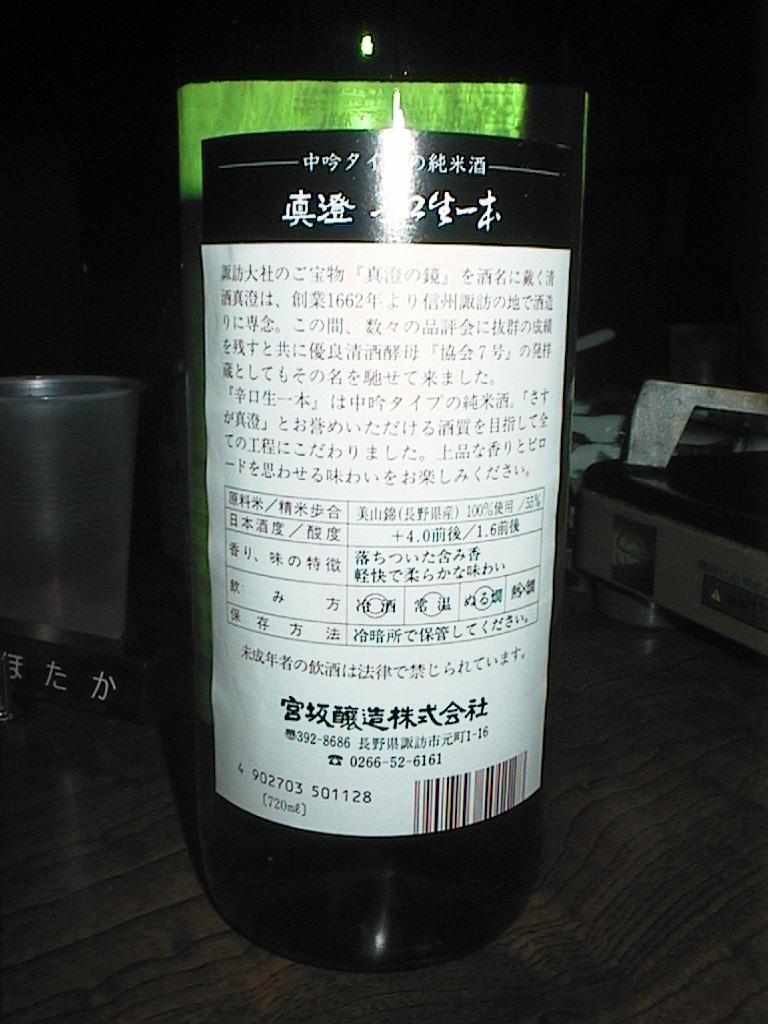 中吟タイプの純米酒
真澄 辛口生一本
諏訪大社のご宝物『真澄の鏡』を酒名に戴く清
酒真澄は、創業1662年より信州諏訪の地で酒造
りに専念。この間、数々の品評会に抜群の成績
を残すと共に優良清酒酵母『協会7号』の発祥
蔵としてもその名を馳せて来ました。
『辛口生一本』は中吟タイプの純米酒。「さす
が真澄」とお誉めいただける酒質を目指して全
ての工程にこだわりました。上品な香りとビロ
ードを思わせる味わいをお楽しみください。
原料米/精米歩合 美山錦(長野県産) 100%使用/55%
日本酒度/酸度 +4.0前後/1.6前後
香り、味の特徴 落ちついた含み香
軽快で柔らかな味わい
飲み方 冷酒 常温 ぬる燗 熱燗
保存方法 冷暗所で保管してください。
未成年者の飲酒は法律で禁じられています。
宮坂醸造株式会社
〠392-8686 長野県諏訪市元町1-16
☎ 0266-52-6161
4 902703 501128
〔720mℓ〕
ほたか